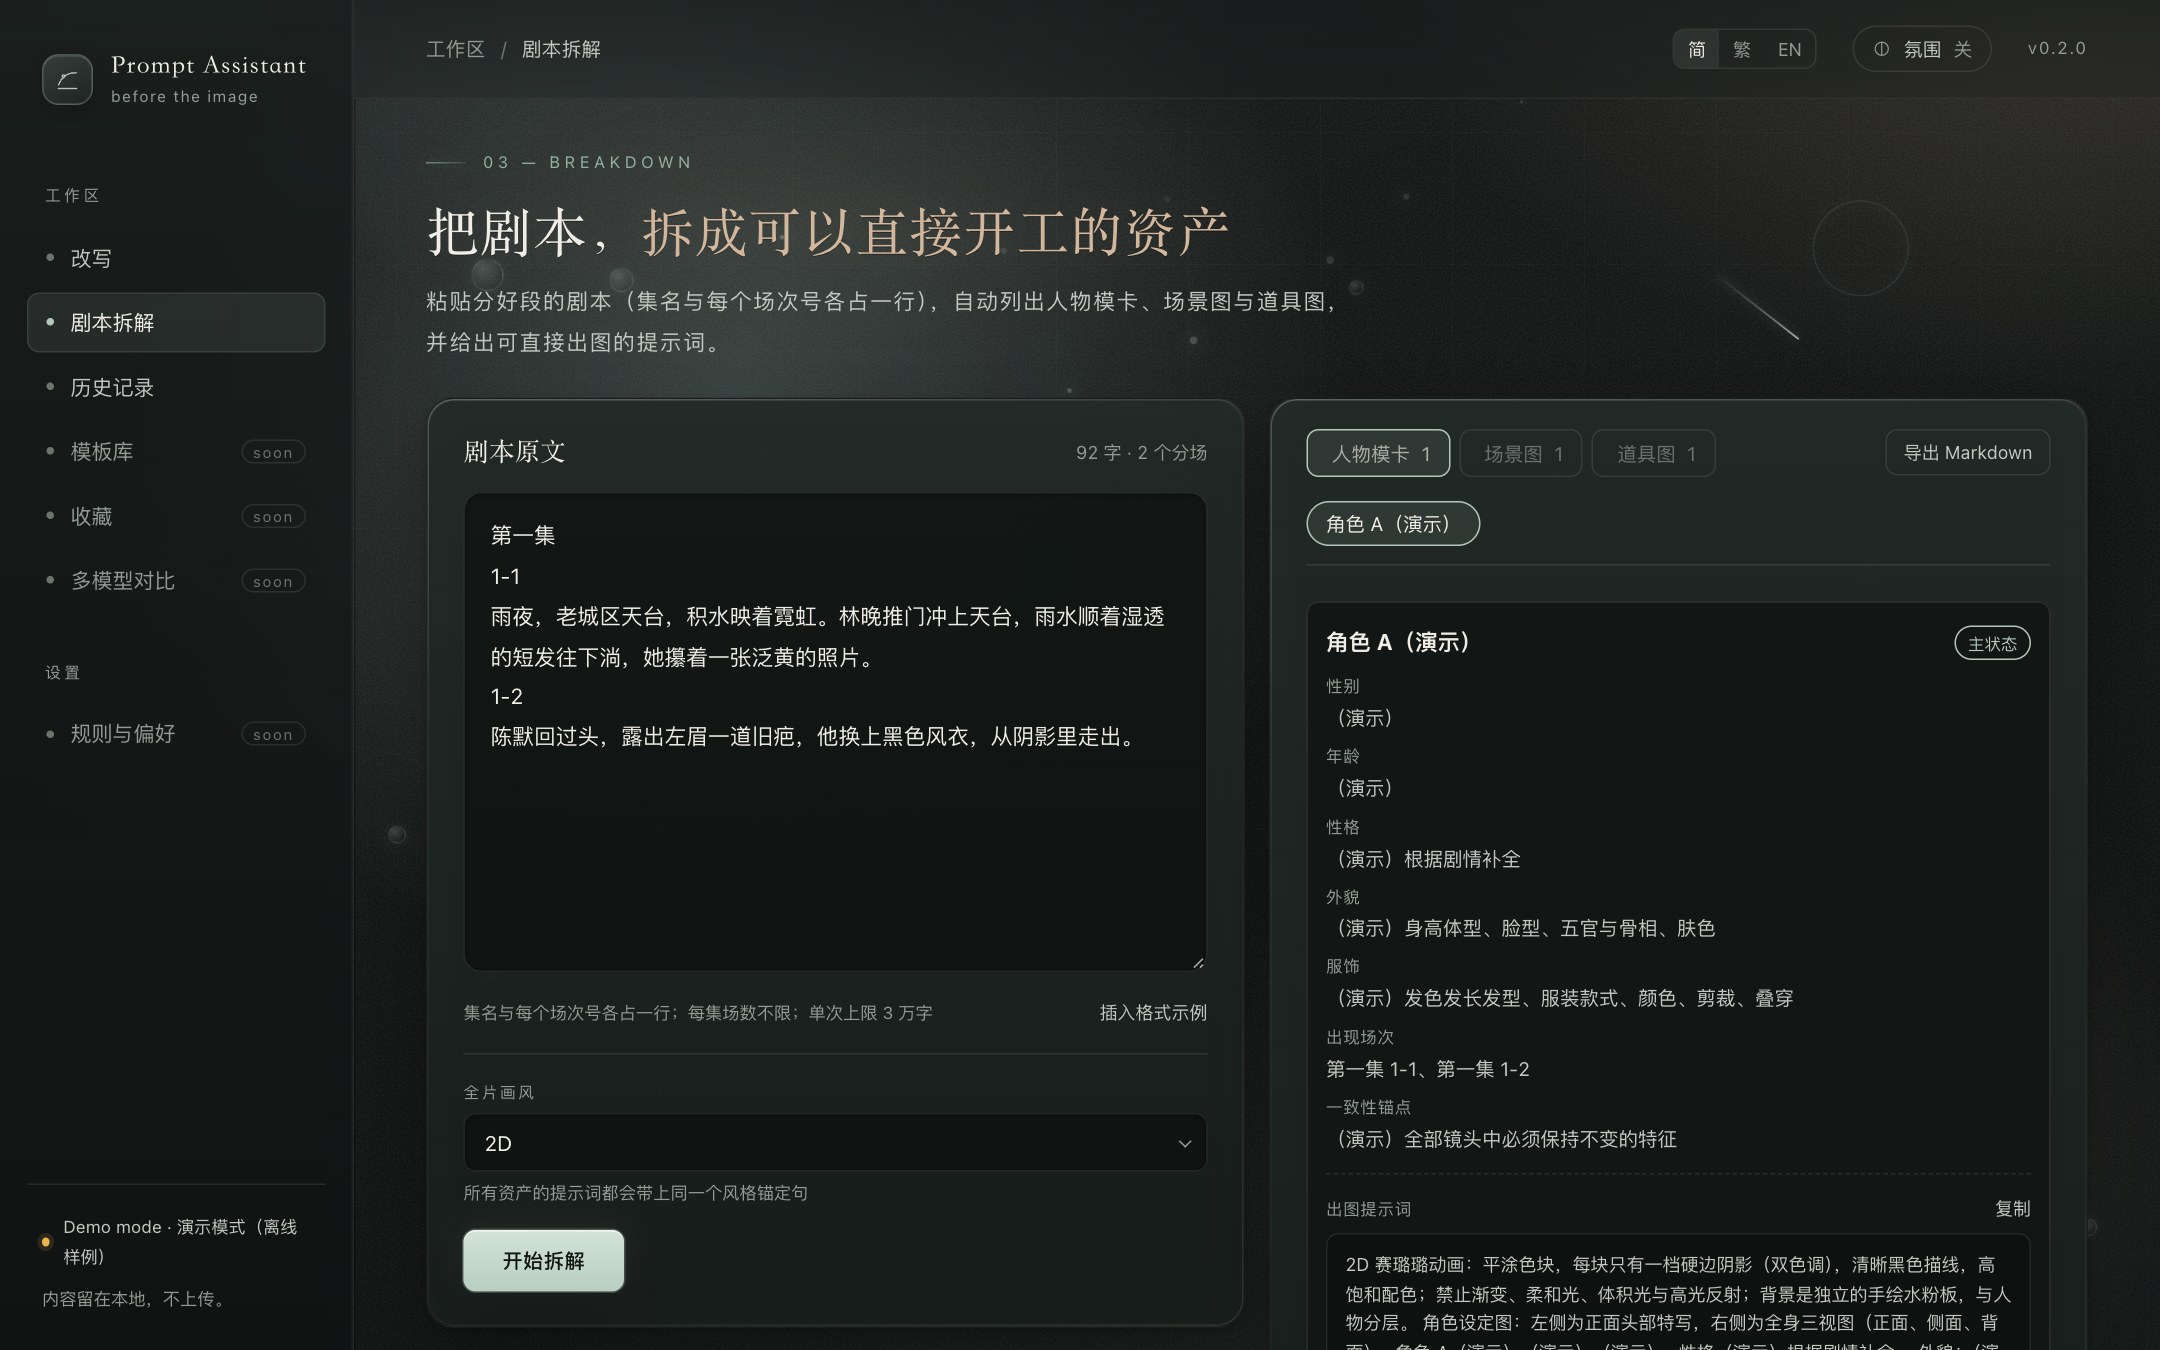 Prompt Assistant
before the image
工作区
改写
剧本拆解
历史记录
模板库 soon
收藏 soon
多模型对比 soon
设置
规则与偏好 soon
Demo mode · 演示模式（离线
样例）
内容留在本地，不上传。
工作区 / 剧本拆解
简 繁 EN
氛围 关
v0.2.0
03 — BREAKDOWN
把剧本，拆成可以直接开工的资产
粘贴分好段的剧本（集名与每个场次号各占一行），自动列出人物模卡、场景图与道具图，
并给出可直接出图的提示词。
剧本原文
92 字 · 2 个分场
第一集
1-1
雨夜，老城区天台，积水映着霓虹。林晚推门冲上天台，雨水顺着湿透
的短发往下淌，她攥着一张泛黄的照片。
1-2
陈默回过头，露出左眉一道旧疤，他换上黑色风衣，从阴影里走出。
集名与每个场次号各占一行；每集场数不限；单次上限 3 万字
插入格式示例
全片画风
2D
所有资产的提示词都会带上同一个风格锚定句
开始拆解
人物模卡 1
场景图 1
道具图 1
导出 Markdown
角色 A（演示）
角色 A（演示）
主状态
性别
（演示）
年龄
（演示）
性格
（演示）根据剧情补全
外貌
（演示）身高体型、脸型、五官与骨相、肤色
服饰
（演示）发色发长发型、服装款式、颜色、剪裁、叠穿
出现场次
第一集 1-1、第一集 1-2
一致性锚点
（演示）全部镜头中必须保持不变的特征
出图提示词
复制
2D 赛璐璐动画：平涂色块，每块只有一档硬边阴影（双色调），清晰黑色描线，高
饱和配色；禁止渐变、柔和光、体积光与高光反射；背景是独立的手绘水粉板，与人
物分层。 角色设定图：左侧为正面头部特写，右侧为全身三视图（正面、侧面、背